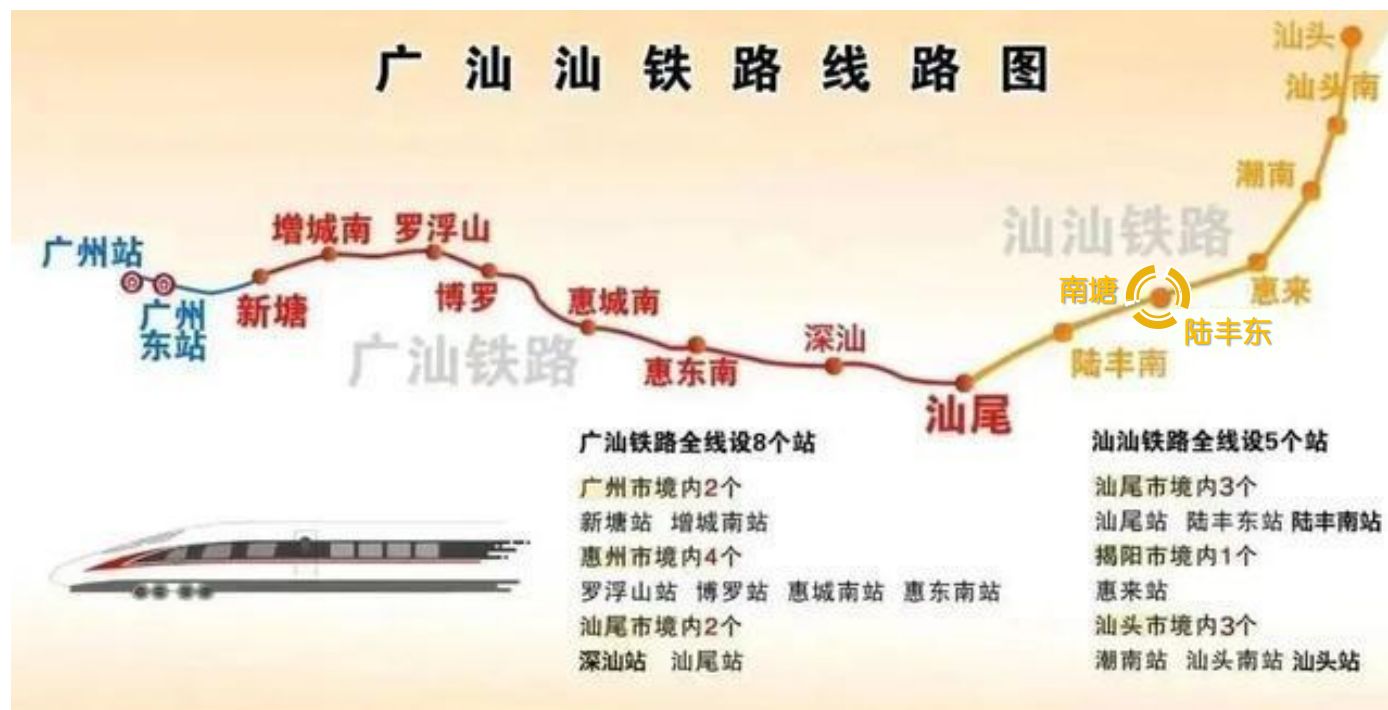 广汕汕铁路线路图
汕头
汕头南
潮南
汕汕铁路
增城南 罗浮山
广州站
南塘
惠来
新塘
博罗
惠城南
广州
东站
陆丰东
深汕
广汕铁路
惠东南
陆丰南
汕尾
广汕铁路全线设8个站
广州市境内2个
新塘站 增城南站
惠州市境内4个
罗浮山站 博罗站 惠城南站 惠东南站
汕尾市境内2个
深汕站 汕尾站
汕汕铁路全线设5个站
汕尾市境内3个
汕尾站 陆丰东站 陆丰南站
揭阳市境内1个
惠来站
汕头市境内3个
潮南站 汕头南站 汕头站